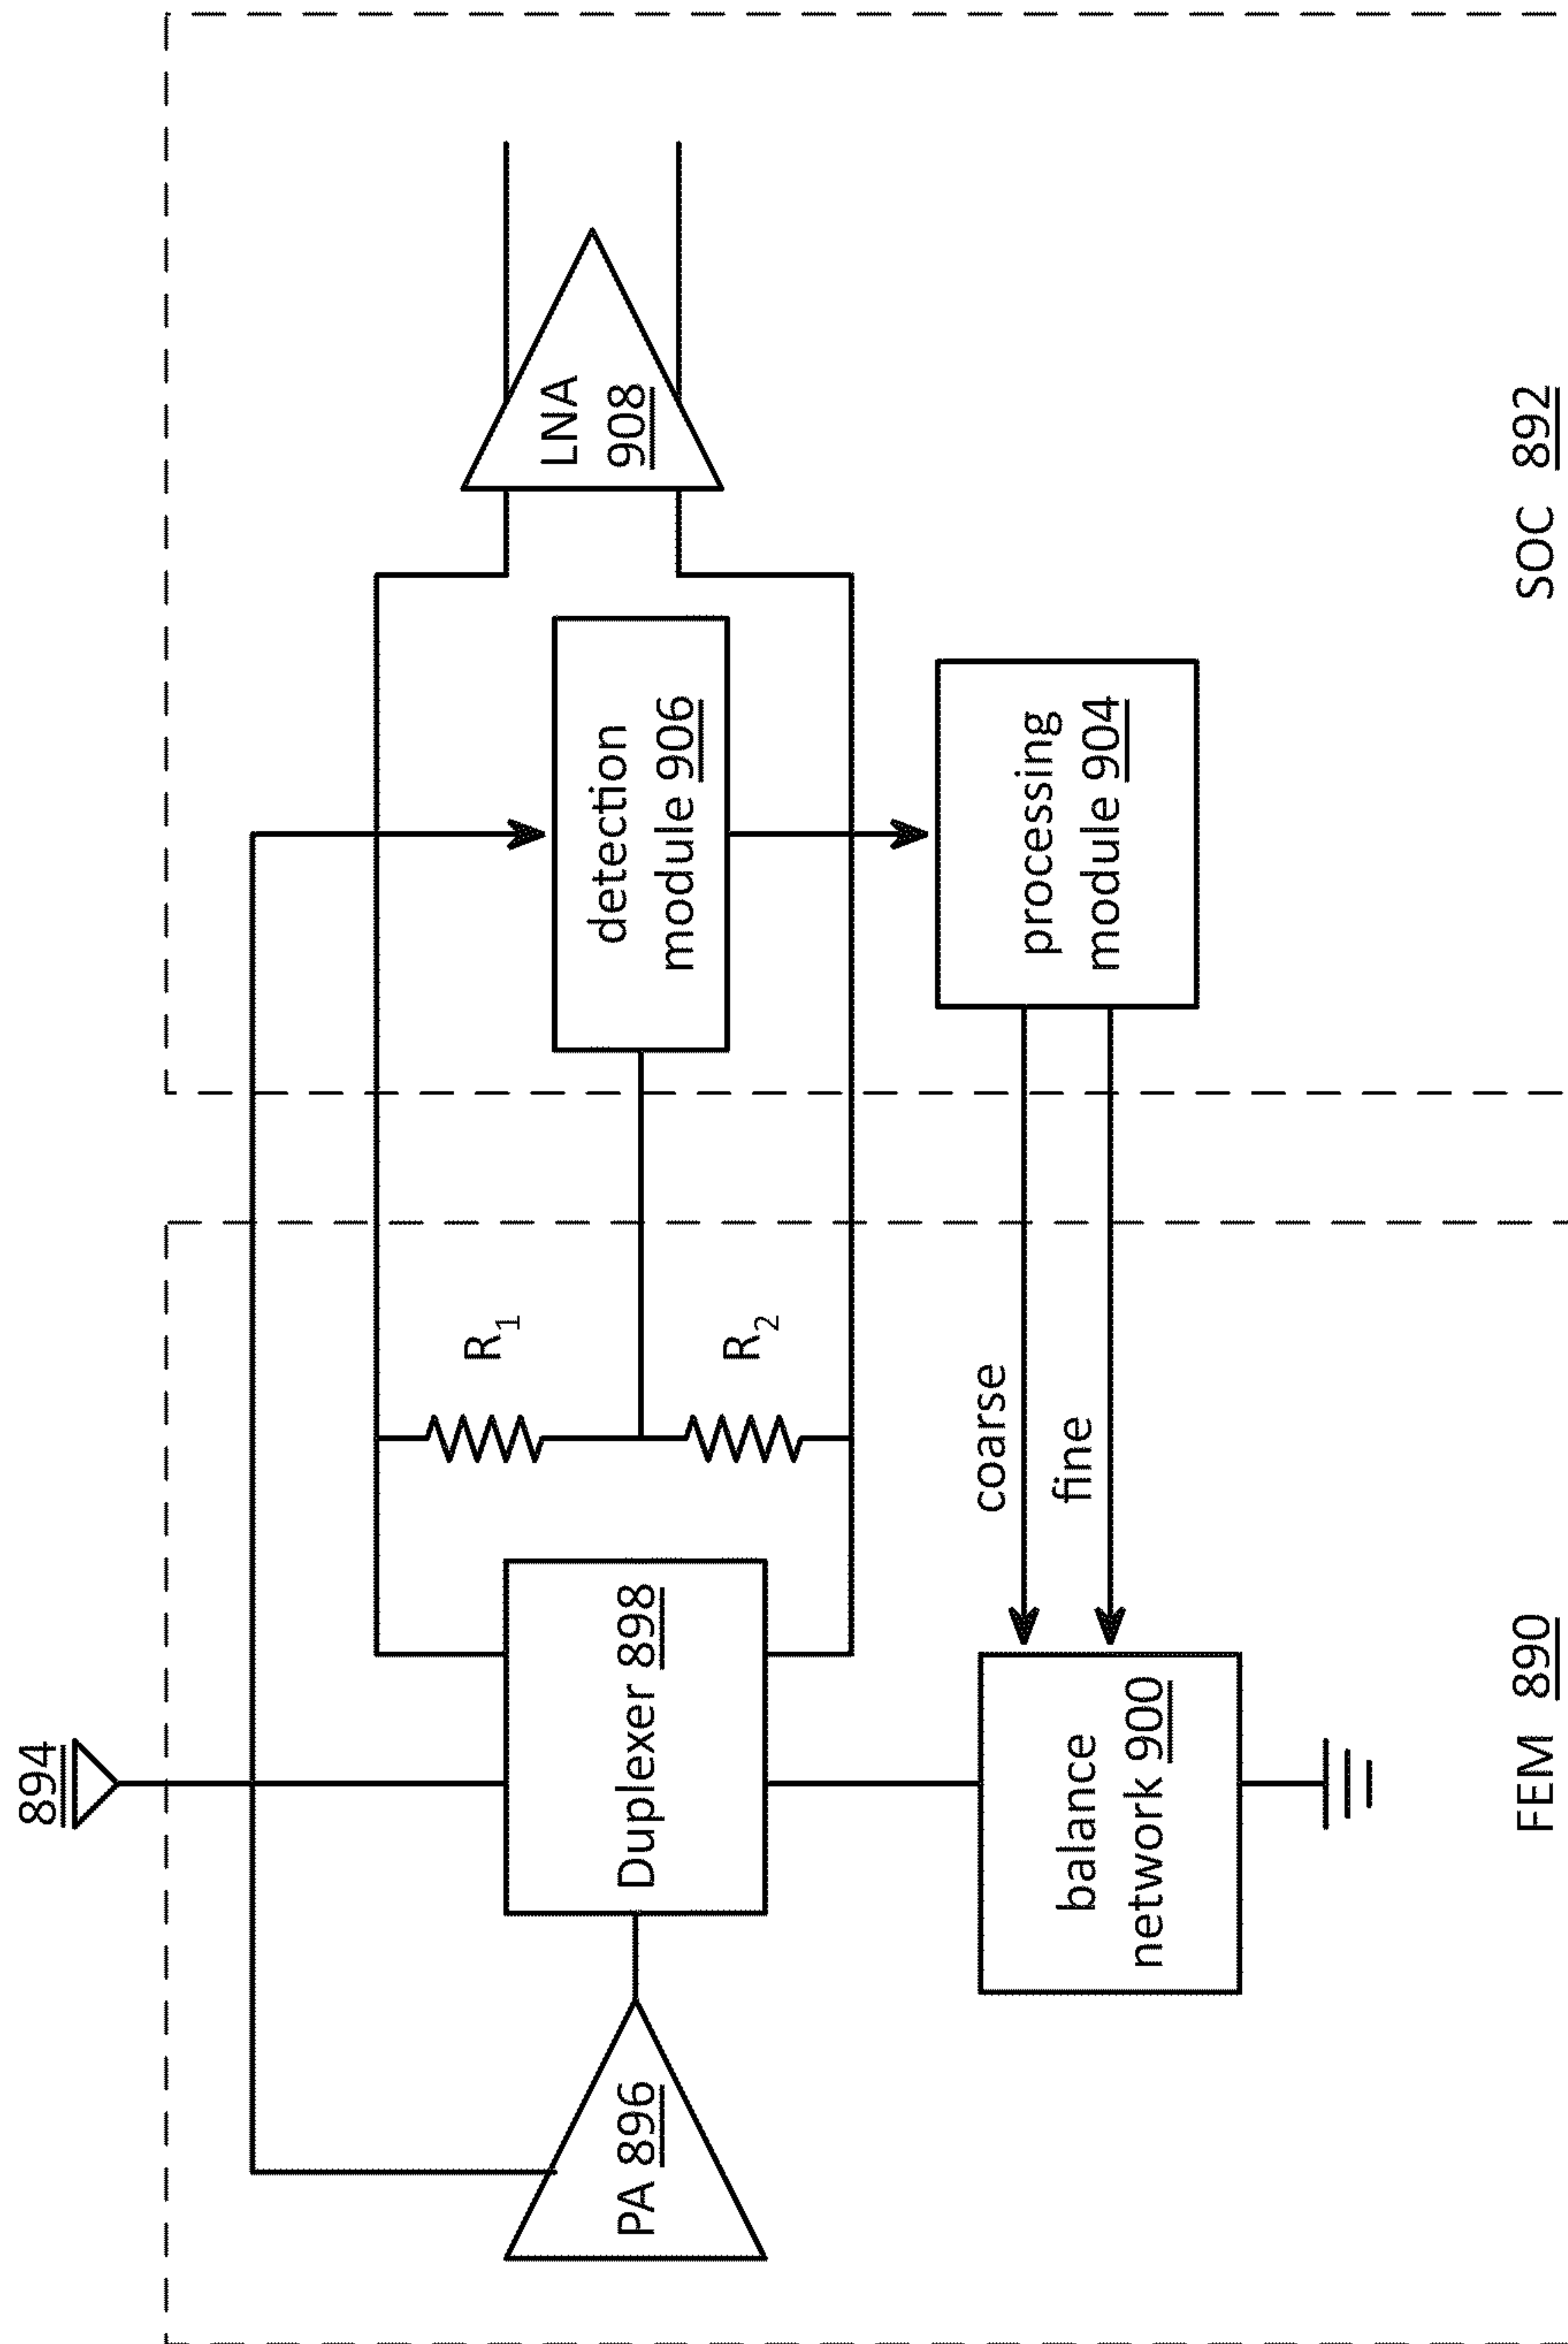 894
PA 896
Duplexer 898
R1
R2
detection
module 906
LNA
908
coarse
fine
balance
network 900
processing
module 904
FEM 890
SOC 892